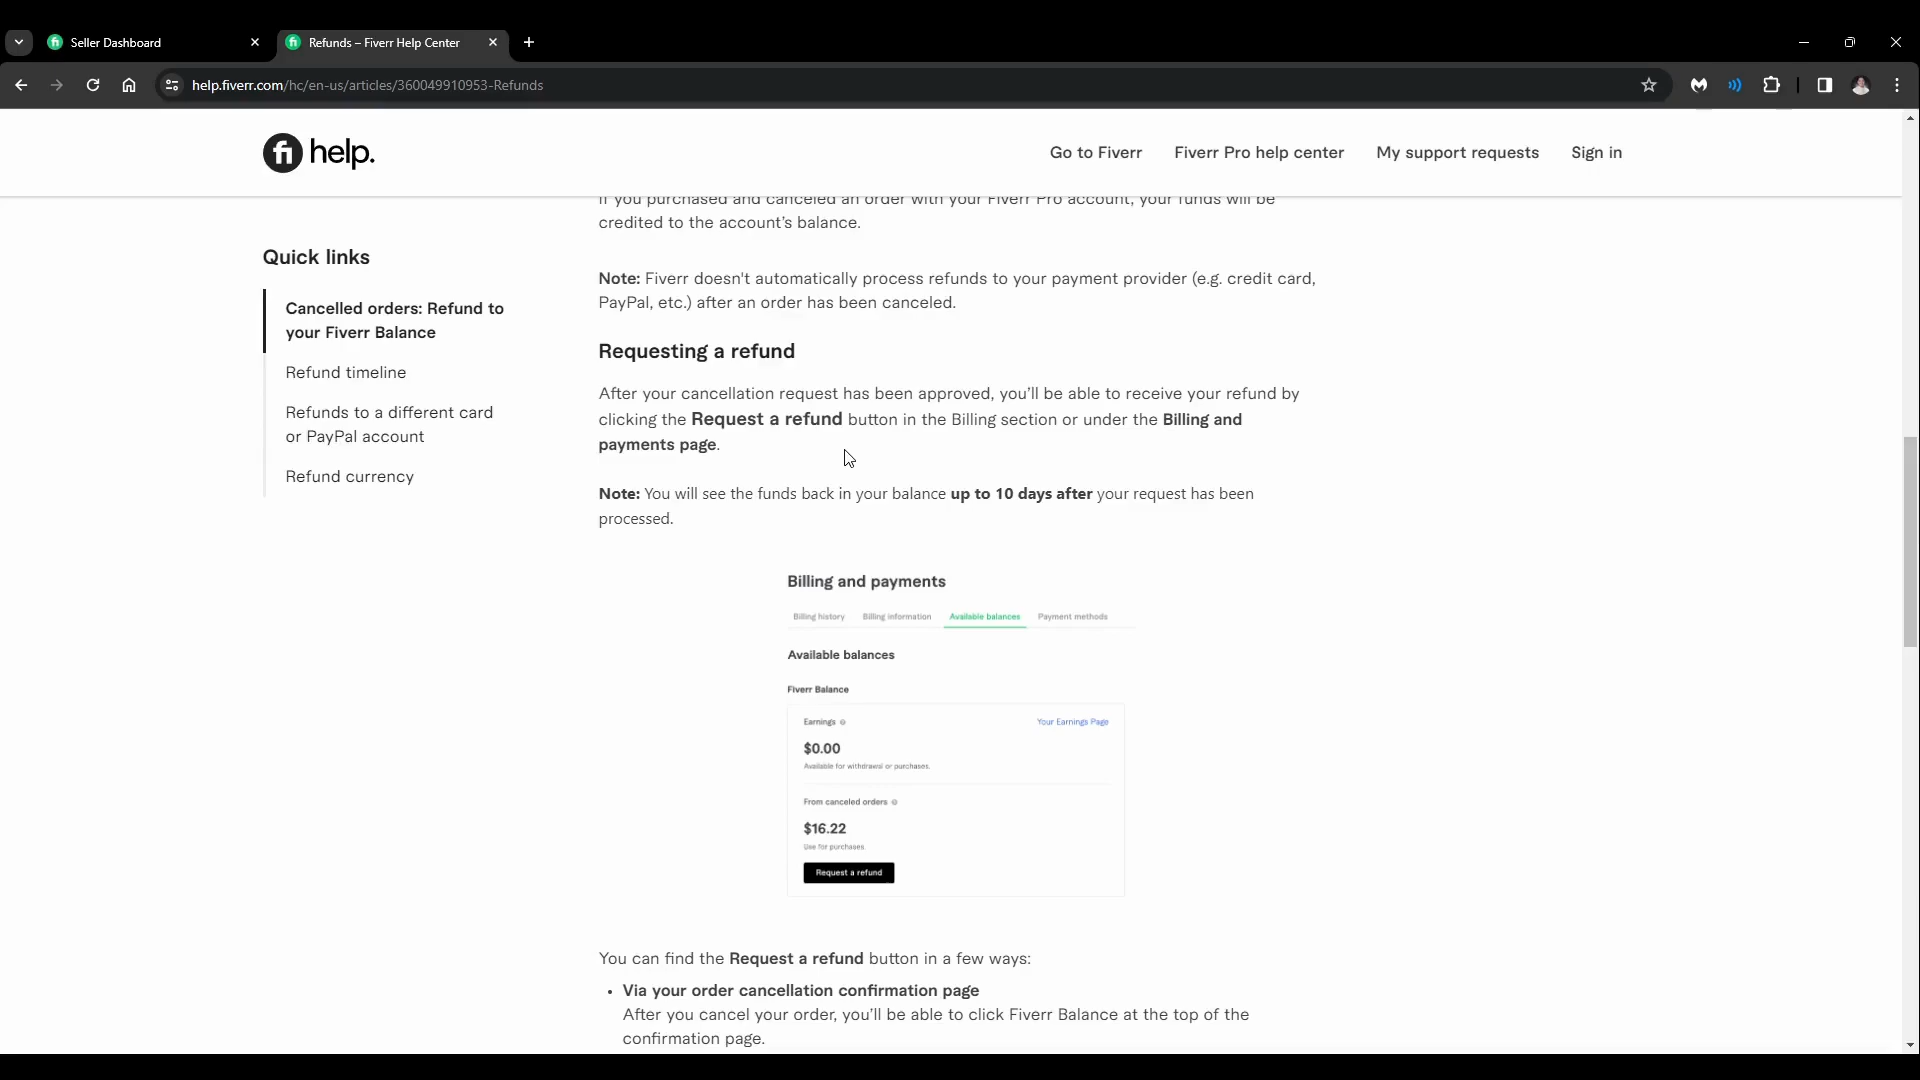 Seller Dashboard
Refunds – Fiverr Help Center
help.fiverr.com/hc/en-us/articles/360049910953-Refunds
fi help.
Go to Fiverr
Fiverr Pro help center
My support requests
Sign in
If you purchased and canceled an order with your Fiverr Pro account, your funds will be
credited to the account's balance.
Quick links
Cancelled orders: Refund to
your Fiverr Balance
Refund timeline
Refunds to a different card
or PayPal account
Refund currency
Note: Fiverr doesn't automatically process refunds to your payment provider (e.g. credit card,
PayPal, etc.) after an order has been canceled.
Requesting a refund
After your cancellation request has been approved, you'll be able to receive your refund by
clicking the Request a refund button in the Billing section or under the Billing and
payments page.
Note: You will see the funds back in your balance up to 10 days after your request has been
processed.
Billing and payments
Billing history
Billing information
Available balances
Payment methods
Available balances
Fiverr Balance
Earnings
Your Earnings Page
$0.00
Available for withdrawal or purchases.
From canceled orders
$16.22
Use for purchases.
Request a refund
You can find the Request a refund button in a few ways:
• Via your order cancellation confirmation page
After you cancel your order, you'll be able to click Fiverr Balance at the top of the
confirmation page.